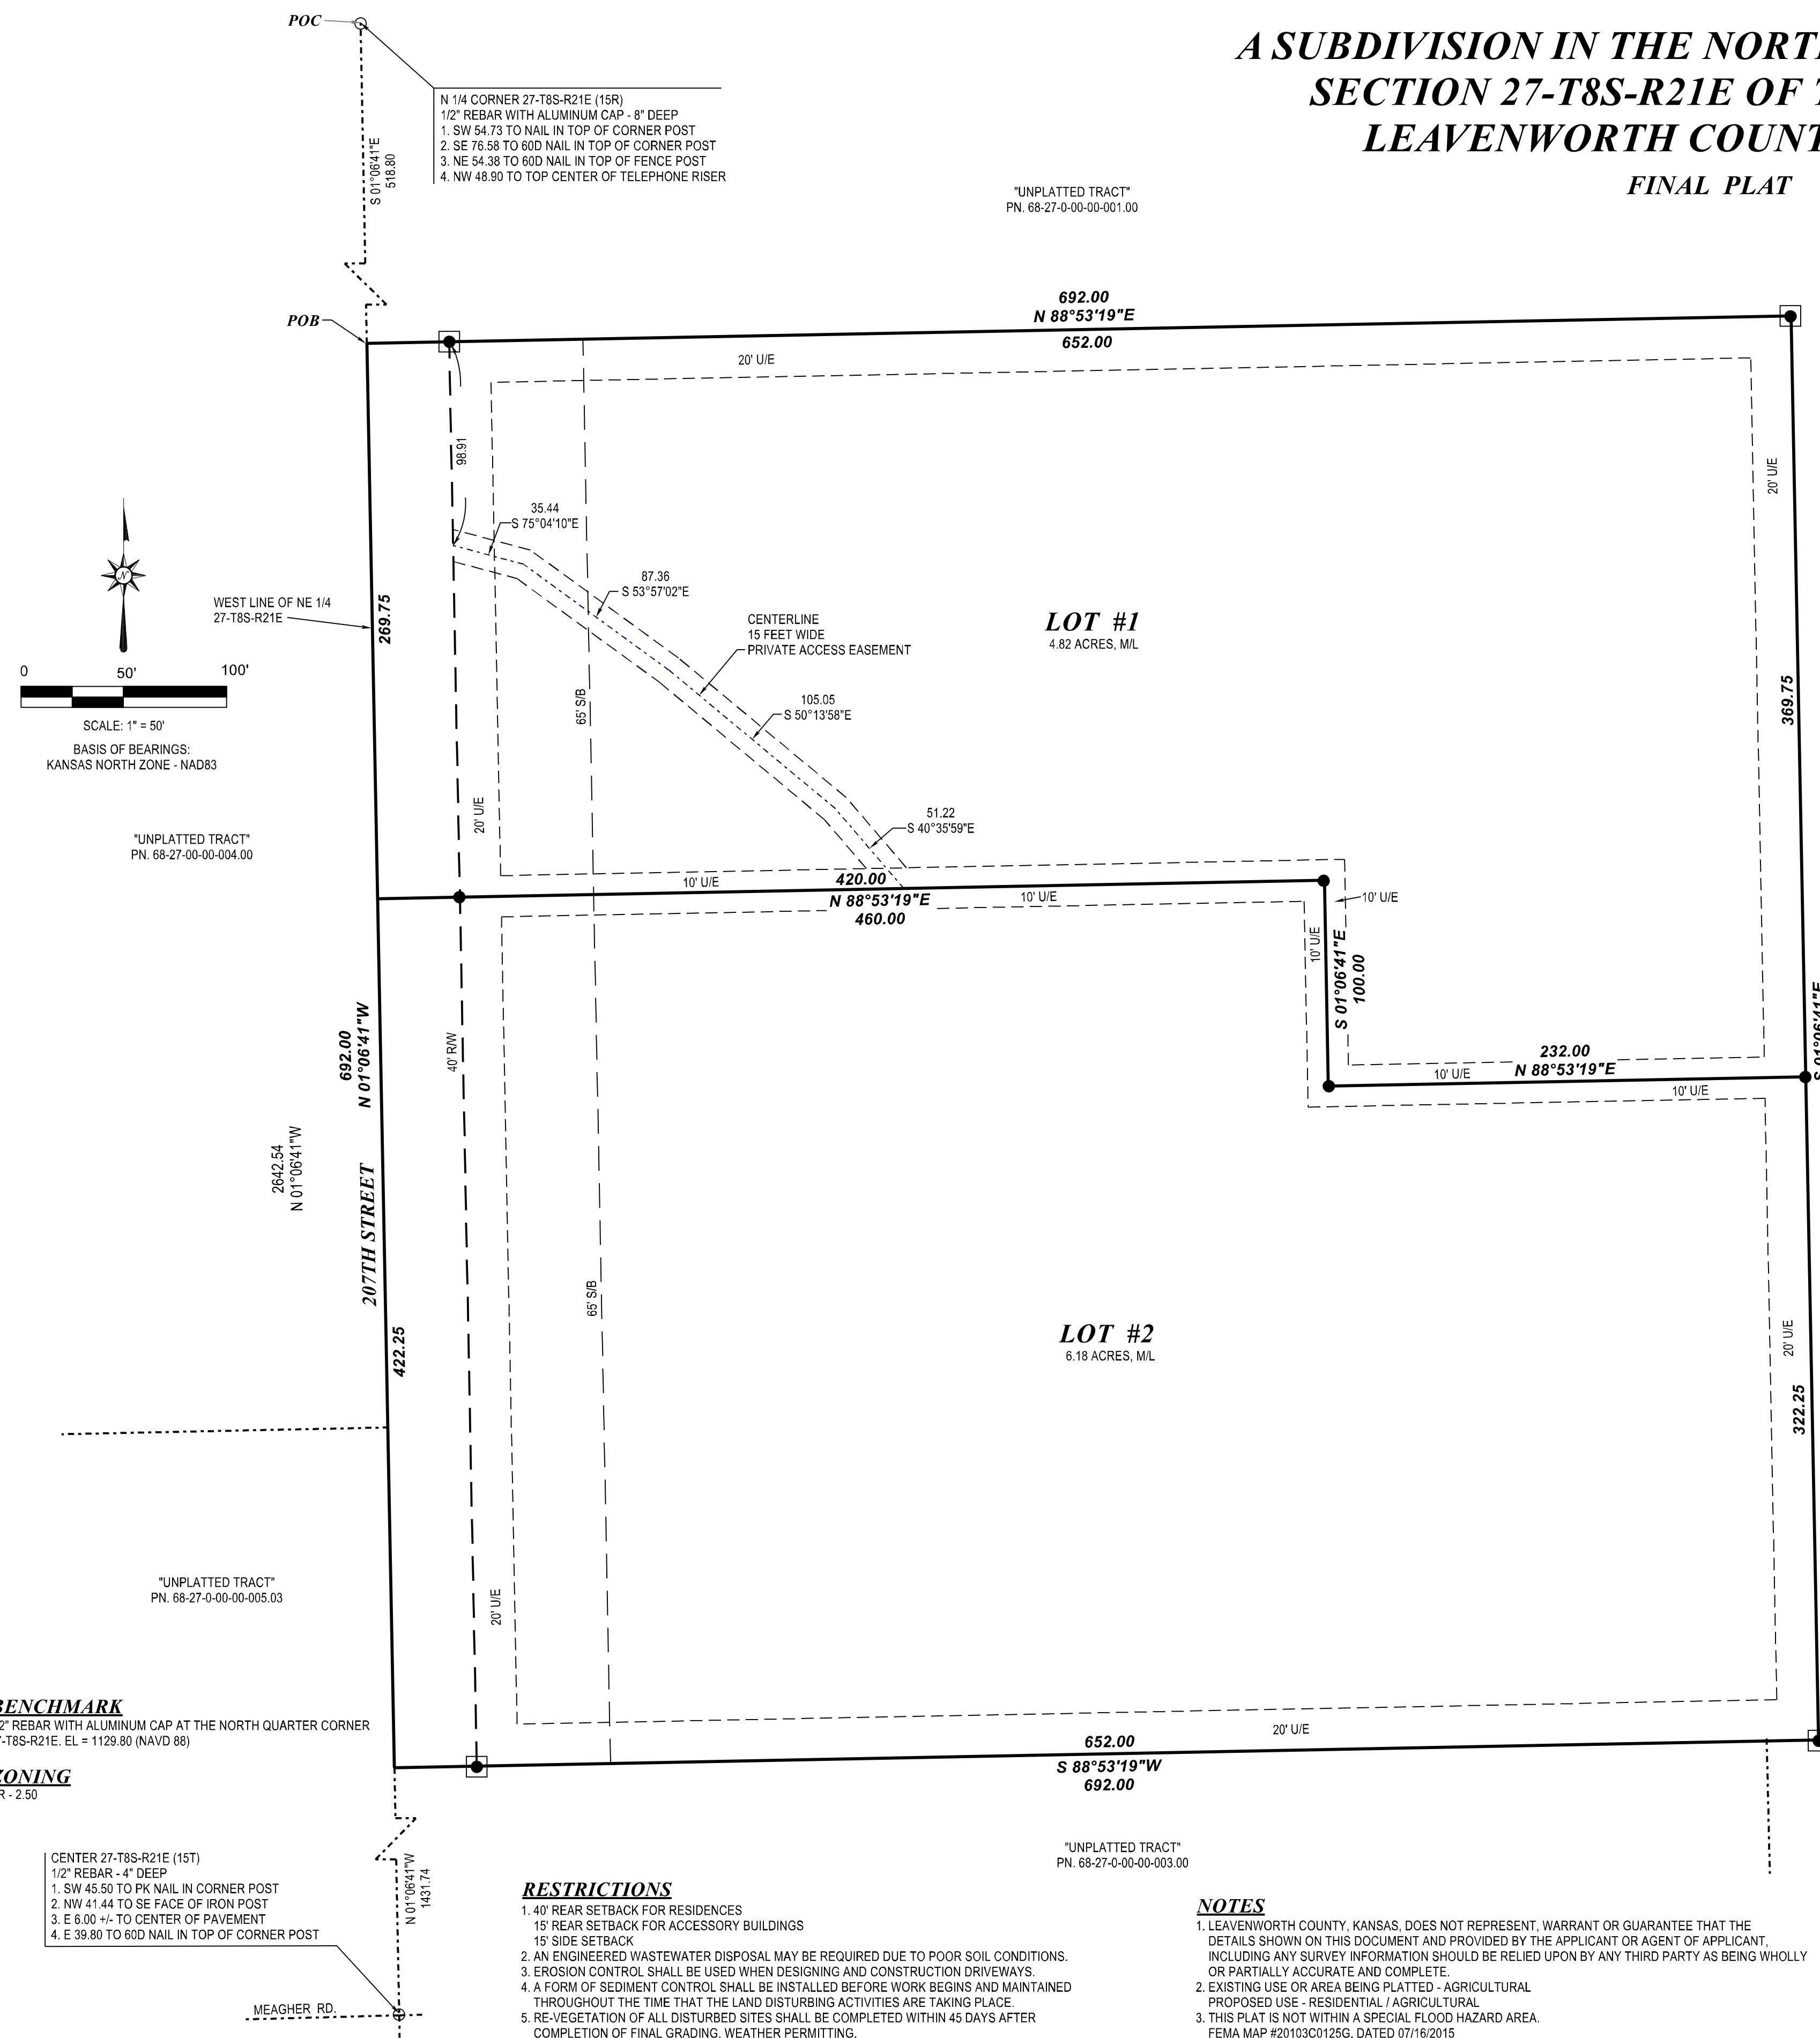 POC
A SUBDIVISION IN THE
SECTION 27-T8S-R21E OF
LEAVENWORTH
FINAL PLAT
N 1/4 CORNER 27-T8S-R21E (15R)
1/2" REBAR WITH ALUMINUM CAP - 8" DEEP
1. SW 54.73 TO NAIL IN TOP OF CORNER POST
2. SE 76.58 TO 60D NAIL IN TOP OF CORNER POST
3. NE 54.38 TO 60D NAIL IN TOP OF FENCE POST
4. NW 48.90 TO TOP CENTER OF TELEPHONE RISER
S 01°06'41"E
518.80
"UNPLATTED TRACT"
PN. 68-27-0-00-00-001.00
POB
692.00
N 88°53'19"E
652.00
20' U/E
98.91
20' U/E
35.44
S 75°04'10"E
87.36
S 53°57'02"E
WEST LINE OF NE 1/4
27-T8S-R21E
269.75
CENTERLINE
15 FEET WIDE
PRIVATE ACCESS EASEMENT
LOT #1
4.82 ACRES, M/L
N
0 50' 100'
SCALE: 1" = 50'
BASIS OF BEARINGS:
KANSAS NORTH ZONE - NAD83
65' S/B
105.05
S 50°13'58"E
369.75
20' U/E
51.22
S 40°35'59"E
"UNPLATTED TRACT"
PN. 68-27-00-00-004.00
10' U/E
420.00
N 88°53'19"E
460.00
10' U/E
10' U/E
10' U/E
S 01°06'41"E
100.00
S 01°06'41"E
692.00
N 01°06'41"W
40' R/W
232.00
N 88°53'19"E
10' U/E
10' U/E
2642.54
N 01°06'41"W
207TH STREET
65' S/B
422.25
LOT #2
6.18 ACRES, M/L
20' U/E
322.25
"UNPLATTED TRACT"
PN. 68-27-0-00-00-005.03
20' U/E
BENCHMARK
2" REBAR WITH ALUMINUM CAP AT THE NORTH QUARTER CORNER
7-T8S-R21E. EL = 1129.80 (NAVD 88)
20' U/E
652.00
S 88°53'19"W
692.00
ZONING
R - 2.50
"UNPLATTED TRACT"
PN. 68-27-0-00-00-003.00
CENTER 27-T8S-R21E (15T)
1/2" REBAR - 4" DEEP
1. SW 45.50 TO PK NAIL IN CORNER POST
2. NW 41.44 TO SE FACE OF IRON POST
3. E 6.00 +/- TO CENTER OF PAVEMENT
4. E 39.80 TO 60D NAIL IN TOP OF CORNER POST
N 01°06'41"W
1431.74
MEAGHER RD.
RESTRICTIONS
1. 40' REAR SETBACK FOR RESIDENCES
15' REAR SETBACK FOR ACCESSORY BUILDINGS
15' SIDE SETBACK
2. AN ENGINEERED WASTEWATER DISPOSAL MAY BE REQUIRED DUE TO POOR SOIL CONDITIONS.
3. EROSION CONTROL SHALL BE USED WHEN DESIGNING AND CONSTRUCTION DRIVEWAYS.
4. A FORM OF SEDIMENT CONTROL SHALL BE INSTALLED BEFORE WORK BEGINS AND MAINTAINED
THROUGHOUT THE TIME THAT THE LAND DISTURBING ACTIVITIES ARE TAKING PLACE.
5. RE-VEGETATION OF ALL DISTURBED SITES SHALL BE COMPLETED WITHIN 45 DAYS AFTER
COMPLETION OF FINAL GRADING. WEATHER PERMITTING.
NOTES
1. LEAVENWORTH COUNTY, KANSAS, DOES NOT REPRESENT, WARRANT OR GUARANTEE THAT THE
DETAILS SHOWN ON THIS DOCUMENT AND PROVIDED BY THE APPLICANT OR AGENT OF APPLICANT,
INCLUDING ANY SURVEY INFORMATION SHOULD BE RELIED UPON BY ANY THIRD PARTY AS BEING WHOLLY
OR PARTIALLY ACCURATE AND COMPLETE.
2. EXISTING USE OR AREA BEING PLATTED - AGRICULTURAL
PROPOSED USE - RESIDENTIAL / AGRICULTURAL
3. THIS PLAT IS NOT WITHIN A SPECIAL FLOOD HAZARD AREA.
FEMA MAP #20103C0125G, DATED 07/16/2015